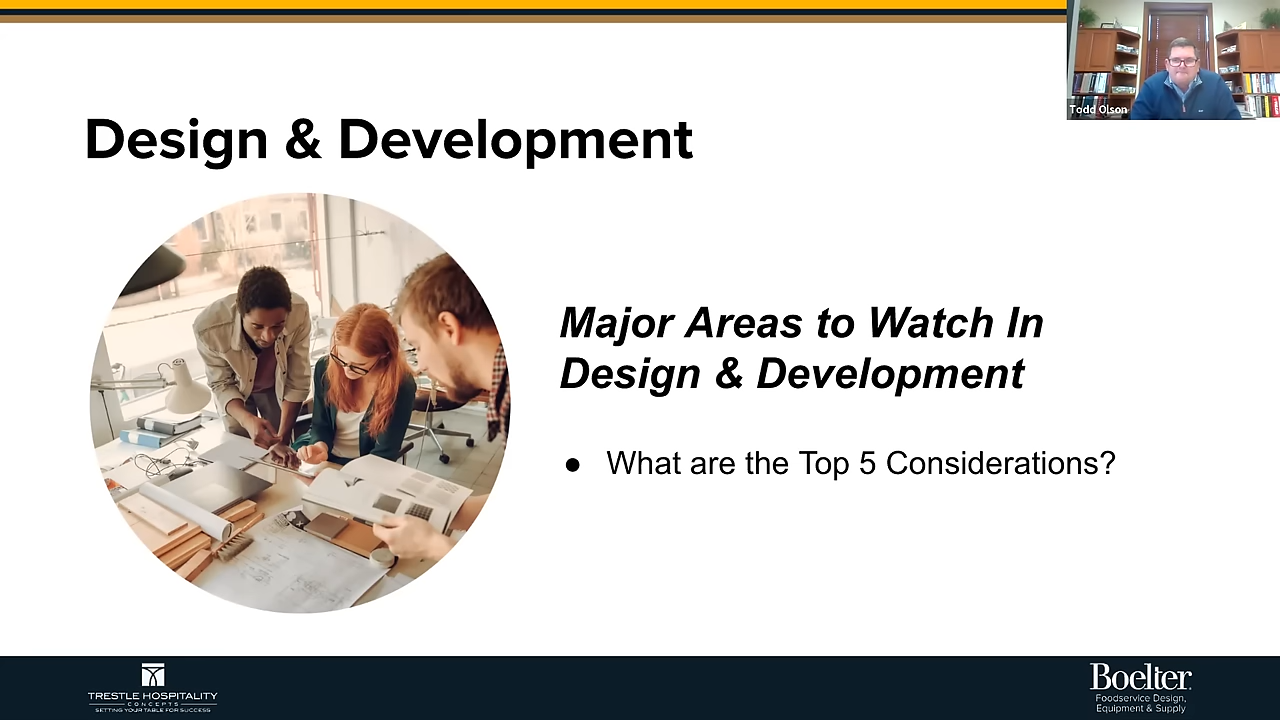 Todd Olson
Design & Development
Major Areas to Watch In
Design & Development
● What are the Top 5 Considerations?
TRESTLE HOSPITALITY
CONCEPTS
SETTING YOUR TABLE FOR SUCCESS
Boelter
Foodservice Design,
Equipment & Supply